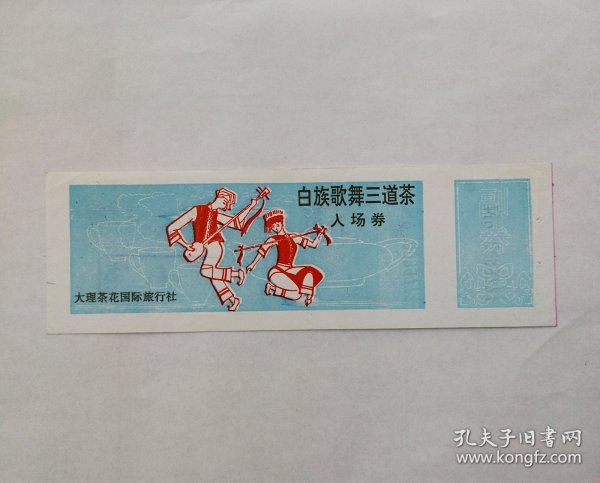 白族歌舞三道茶
入场券
大理茶花国际旅行社
副券
孔夫子旧书网
www.kongfz.com